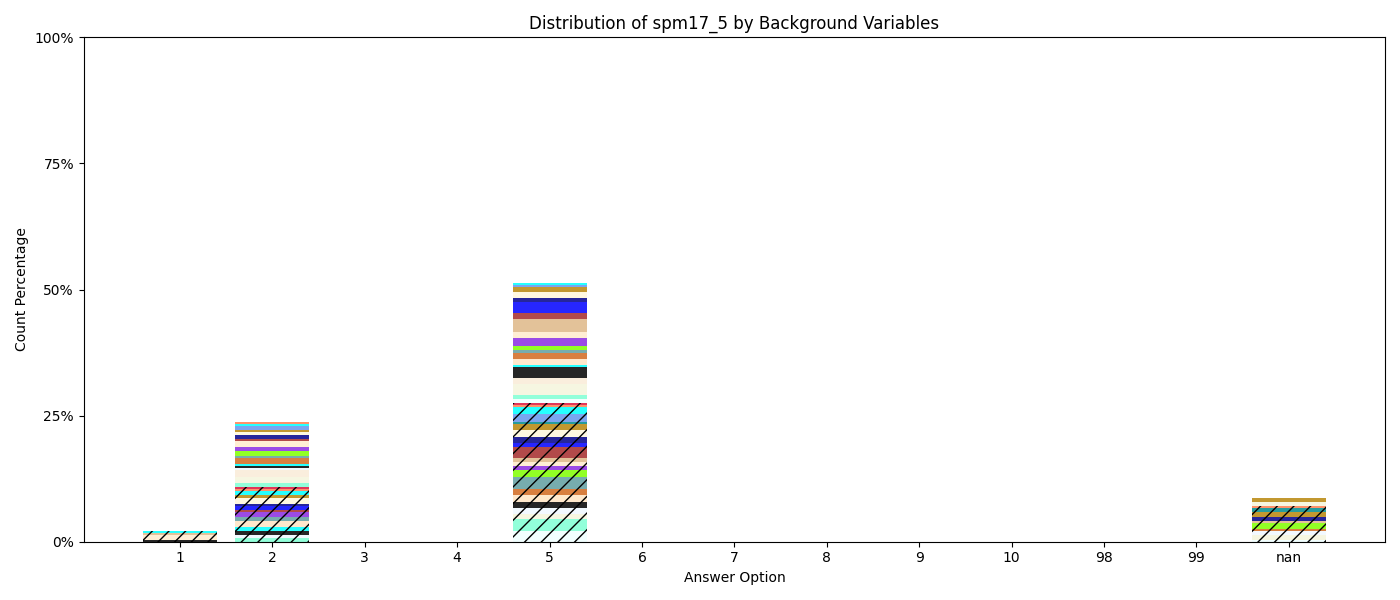 Distribution of spm17_5 by Background Variables
100%
75%
50%
25%
0%
Count Percentage
1 2 3 4 5 6 7 8 9 10 98 99 nan
Answer Option